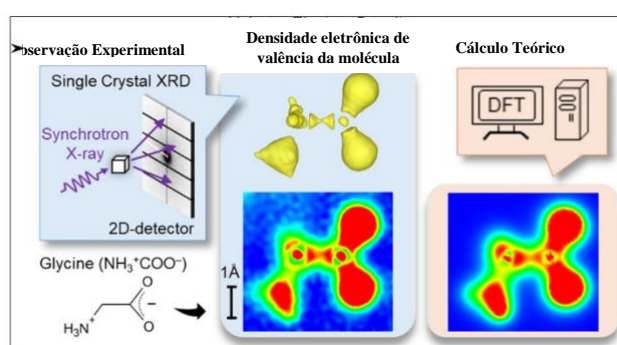 bservação Experimental
Densidade eletrônica de
valência da molécula
Cálculo Teórico
Single Crystal XRD
Synchrotron
X-ray
2D-detector
Glycine (NH₃⁺COO⁻)
O
−
O
H₃N⁺
1Å
DFT